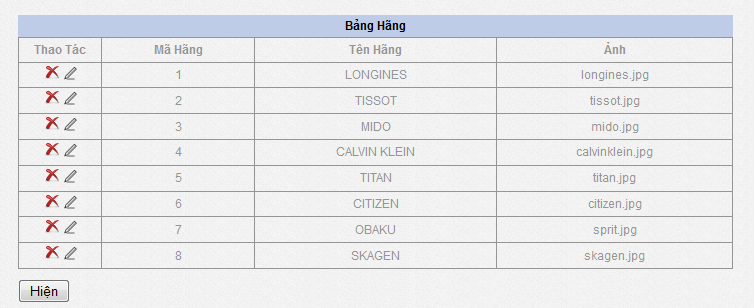 Bảng Hãng
Thao Tác Mã Hãng Tên Hãng Ảnh
1 LONGINES longines.jpg
2 TISSOT tissot.jpg
3 MIDO mido.jpg
4 CALVIN KLEIN calvinklein.jpg
5 TITAN titan.jpg
6 CITIZEN citizen.jpg
7 OBAKU sprit.jpg
8 SKAGEN skagen.jpg
Hiện